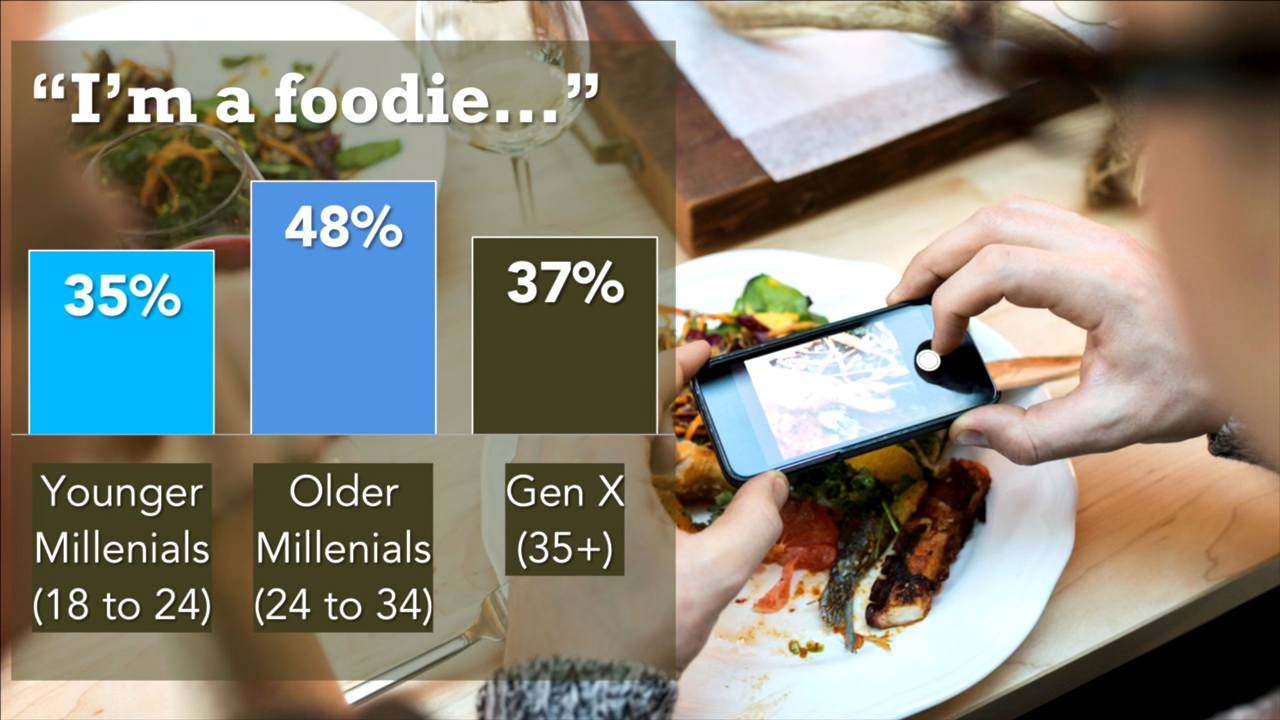 “I’m a foodie…”
35%
48%
37%
Younger
Millenials
(18 to 24)
Older
Millenials
(24 to 34)
Gen X
(35+)